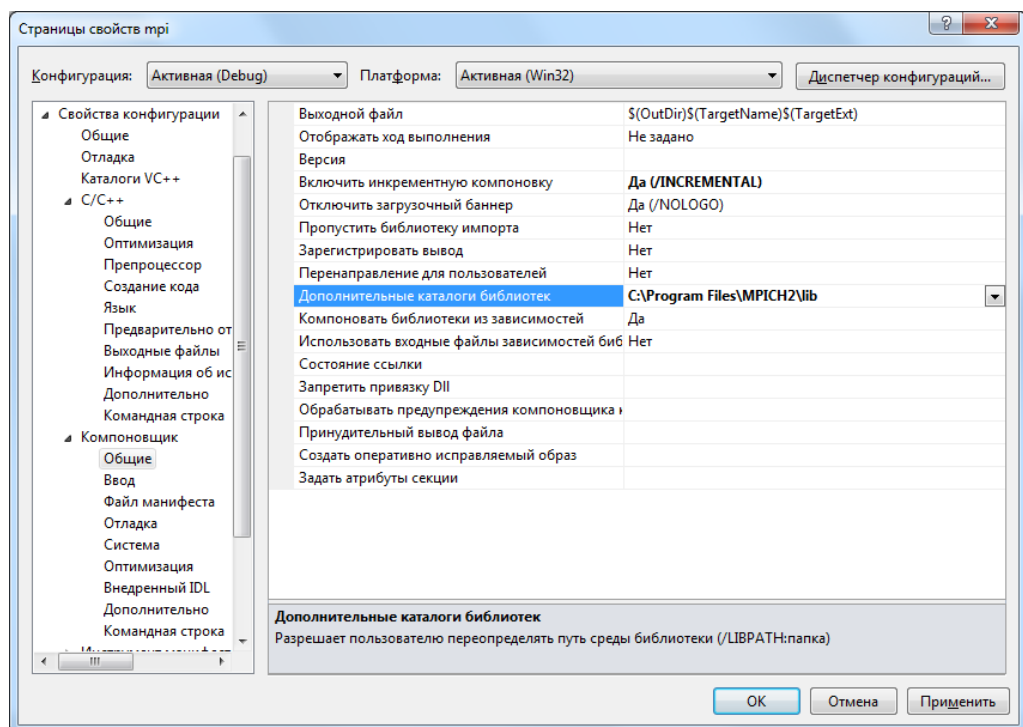 Страницы свойств mpi
Конфигурация: Активная (Debug) Платформа: Активная (Win32) Диспетчер конфигураций...
Свойства конфигурации
Общие
Отладка
Каталоги VC++
C/C++
Общие
Оптимизация
Препроцессор
Создание кода
Язык
Предварительно от
Выходные файлы
Информация об ис
Дополнительно
Командная строка
Компоновщик
Общие
Ввод
Файл манифеста
Отладка
Система
Оптимизация
Внедренный IDL
Дополнительно
Командная строка
Выходной файл $(OutDir)$(TargetName)$(TargetExt)
Отображать ход выполнения Не задано
Версия
Включить инкрементную компоновку Да (/INCREMENTAL)
Отключить загрузочный баннер Да (/NOLOGO)
Пропустить библиотеку импорта Нет
Зарегистрировать вывод Нет
Перенаправление для пользователей Нет
Дополнительные каталоги библиотек C:\Program Files\MPICH2\lib
Компоновать библиотеки из зависимостей Да
Использовать входные файлы зависимостей биб Нет
Состояние ссылки
Запретить привязку Dll
Обрабатывать предупреждения компоновщика к
Принудительный вывод файла
Создать оперативно исправляемый образ
Задать атрибуты секции
Дополнительные каталоги библиотек
Разрешает пользователю переопределять путь среды библиотеки (/LIBPATH:папка)
OK Отмена Применить